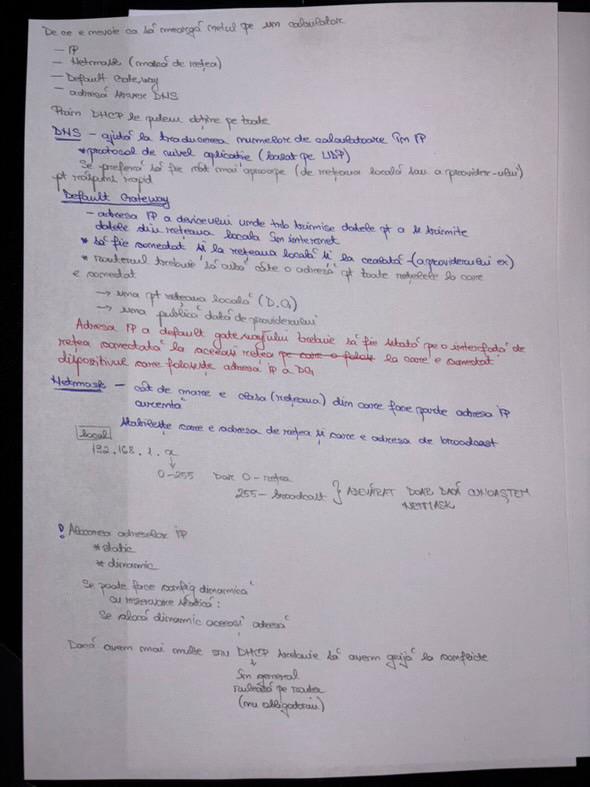 De ce e nevoie ca să meargă netul pe un calculator
- IP
- Netmask (mască de rețea)
- Default Gateway
- adresă server DNS
Prin DHCP le putem obține pe toate
DNS - ajută la traducerea numelor de calculatoare în IP
* protocol de nivel aplicație (bazat pe UDP)
Se preferă să fie cât mai aproape (de rețeaua locală sau a provider-ului)
pt răspuns rapid
Default Gateway
- adresa IP a device-ului unde trb trimise datele pt a le trimite
datele din rețeaua locală în internet
* să fie conectat și la rețeaua locală și la cealaltă - (a providerului ex)
* routerul trebuie să aibă câte o adresă pt toate rețelele la care
e conectat
→ una pt rețeaua locală (D.G)
→ una publică dată de providerului
Adresa IP a default gatewayului trebuie să fie setată pe o interfață de
rețea conectată la aceeași rețea pe care o folos la care e conectat
dispozitivul care folosește adresa IP a DG
Netmask - cât de mare e clasa (rețeaua) din care face parte adresa IP
curentă
Stabilește care e adresa de rețea și care e adresa de broadcast
local
192.168.1.x
↓
0-255 Dar 0-rețea
255-broadcast } ADEVĂRAT DOAR DACĂ CUNOAȘTEM
NETMASK
! Alocarea adreselor IP
* static
* dinamic
Se poate face config dinamică
cu rezervare statică:
Se alocă dinamic aceeași adresă
Dacă avem mai multe srv DHCP trebuie să avem grijă la conflicte
↓
În general
rulează pe router
(nu obligatoriu)